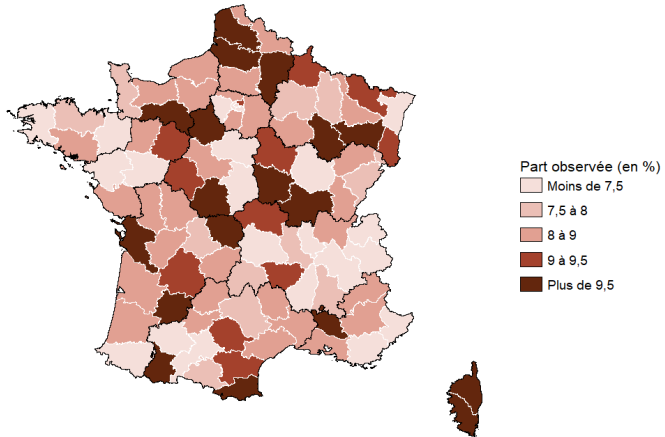 Part observée (en %)
Moins de 7,5
7,5 à 8
8 à 9
9 à 9,5
Plus de 9,5